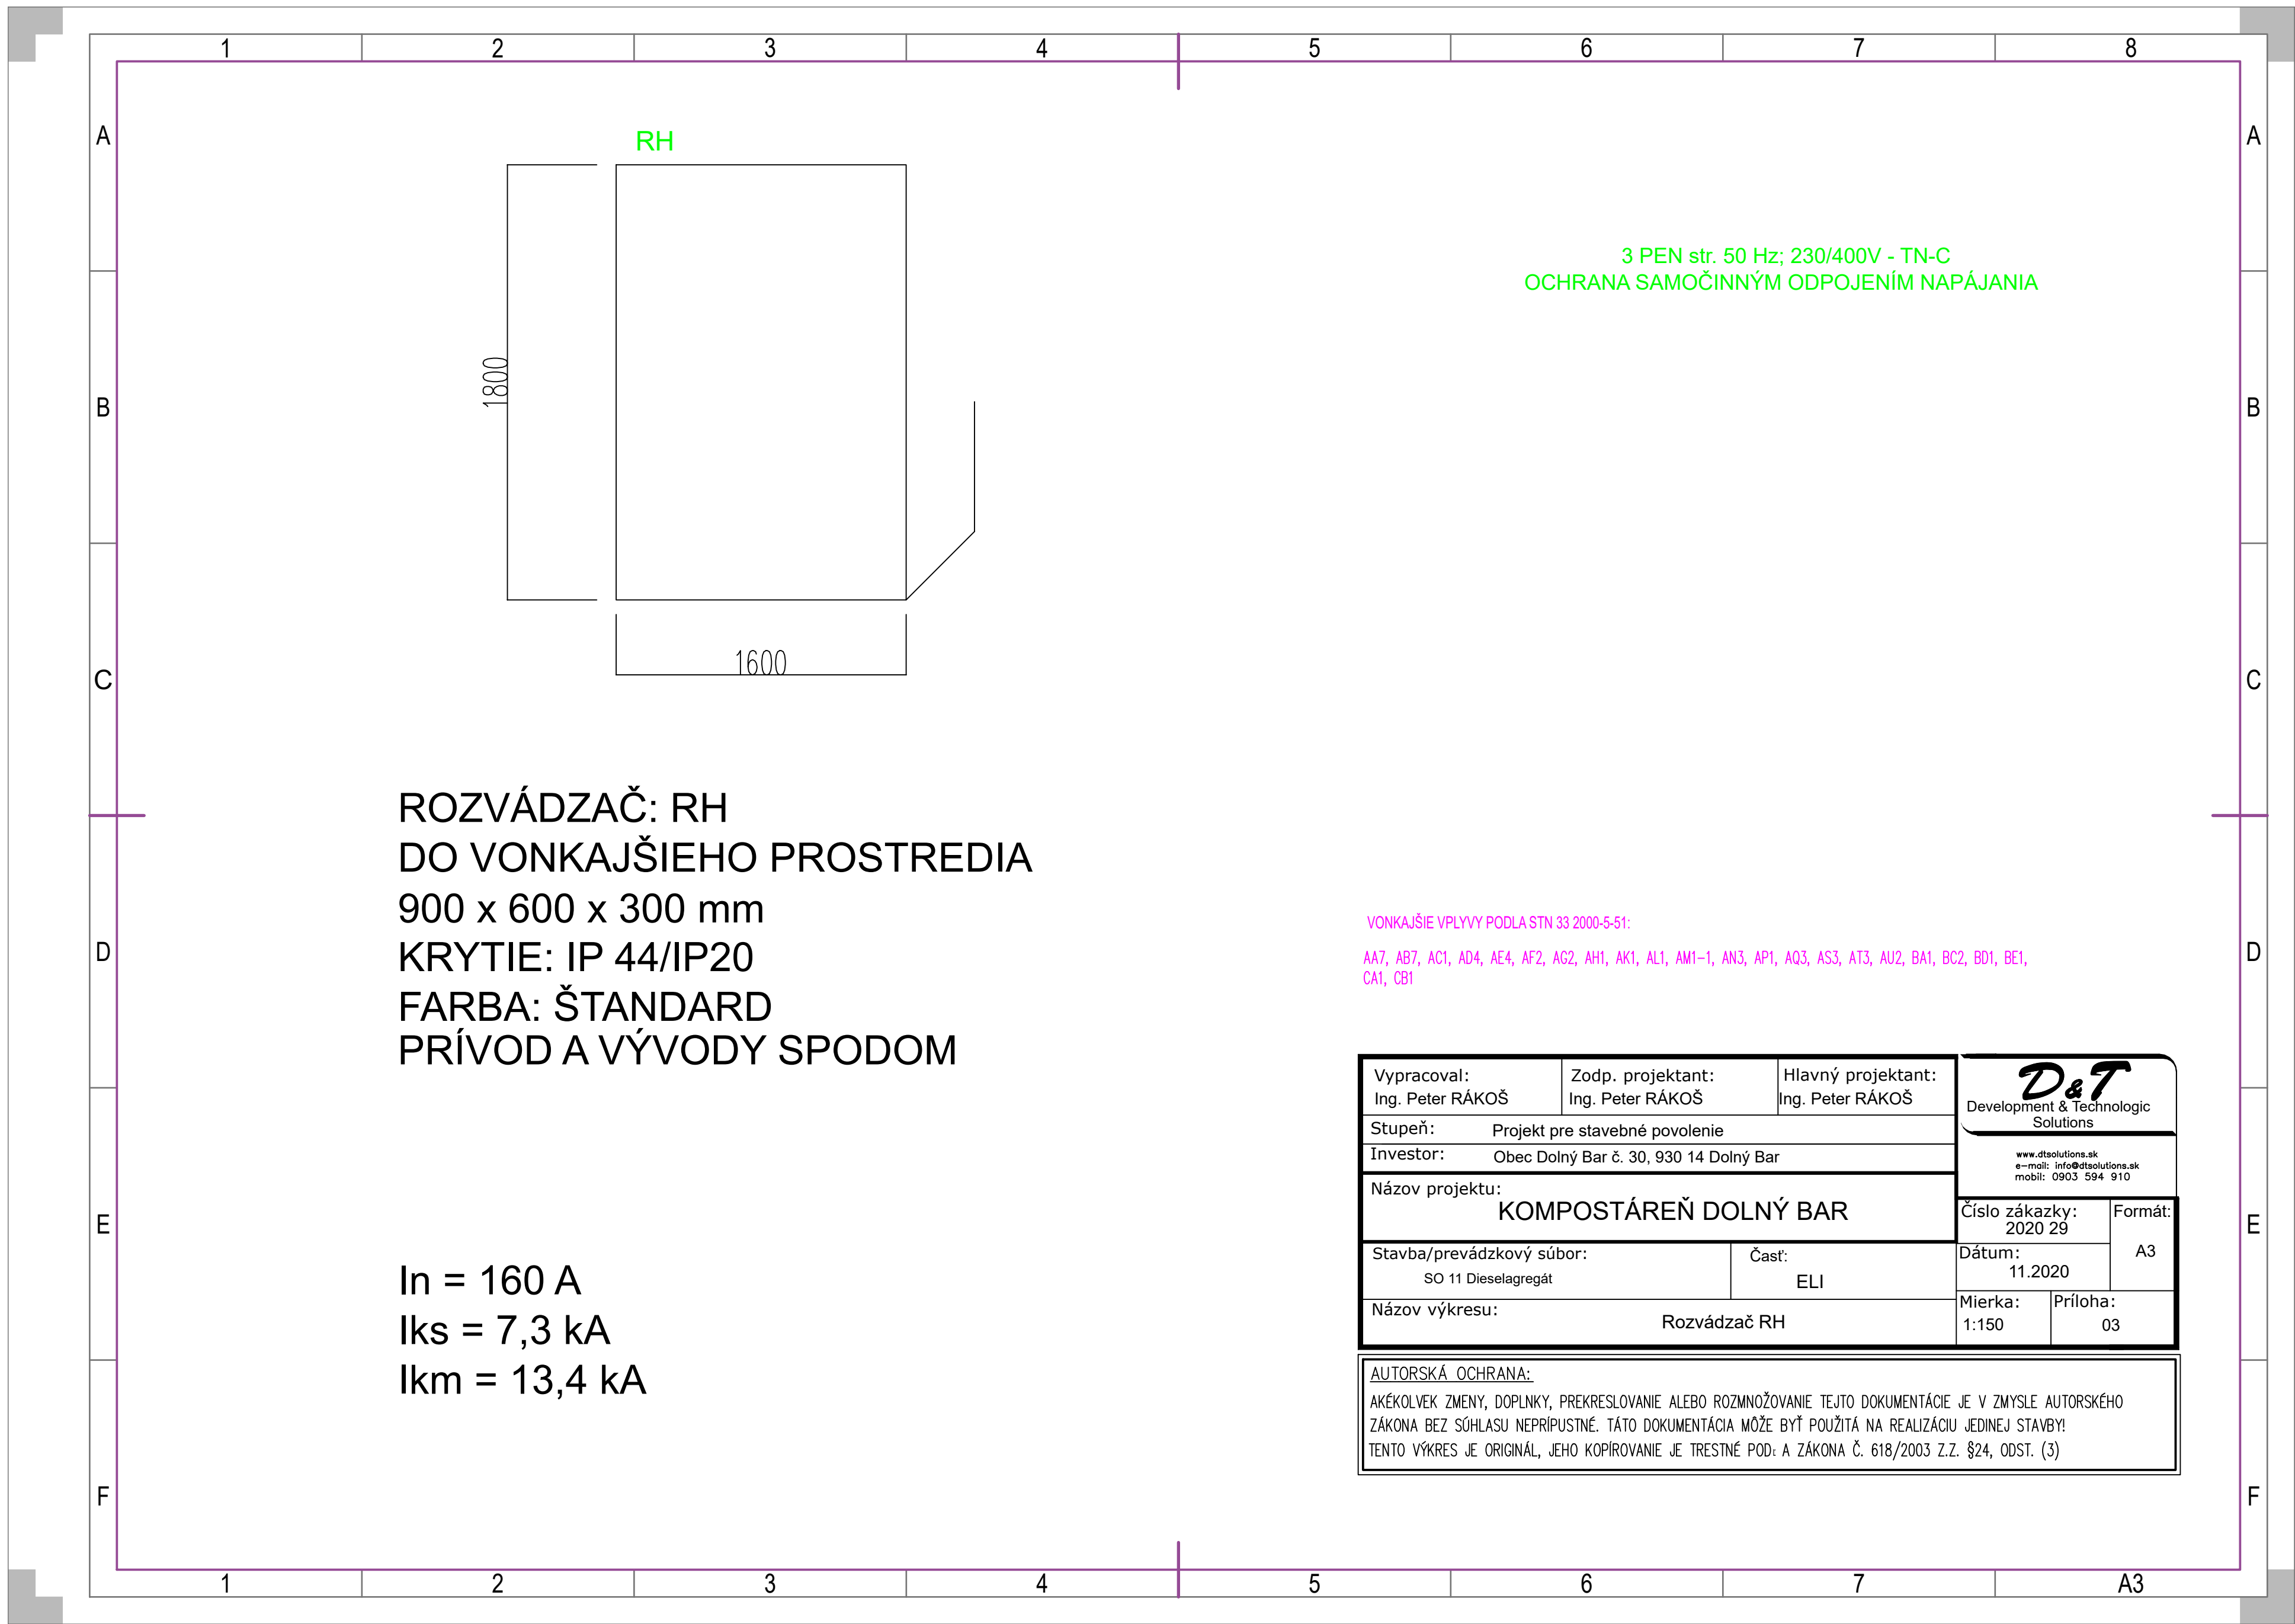 1 2 3 4 5 6 7 8
A A
RH
3 PEN str. 50 Hz; 230/400V - TN-C
OCHRANA SAMOČINNÝM ODPOJENÍM NAPÁJANIA
1800
B B
1600
C C
ROZVÁDZAČ: RH
DO VONKAJŠIEHO PROSTREDIA
900 x 600 x 300 mm
KRYTIE: IP 44/IP20
FARBA: ŠTANDARD
PRÍVOD A VÝVODY SPODOM
D D
VONKAJŠIE VPLYVY PODLA STN 33 2000-5-51:
AA7, AB7, AC1, AD4, AE4, AF2, AG2, AH1, AK1, AL1, AM1-1, AN3, AP1, AQ3, AS3, AT3, AU2, BA1, BC2, BD1, BE1,
CA1, CB1
In = 160 A
Iks = 7,3 kA
Ikm = 13,4 kA
E E
Vypracoval:
Ing. Peter RÁKOŠ
Zodp. projektant:
Ing. Peter RÁKOŠ
Hlavný projektant:
Ing. Peter RÁKOŠ
D&T
Development & Technologic
Solutions
www.dtsolutions.sk
e-mail: info@dtsolutions.sk
mobil: 0903 594 910
Stupeň: Projekt pre stavebné povolenie
Investor: Obec Dolný Bar č. 30, 930 14 Dolný Bar
Názov projektu:
KOMPOSTÁREŇ DOLNÝ BAR
Číslo zákazky:
2020 29
Formát:
A3
Stavba/prevádzkový súbor:
SO 11 Dieselagregát
Časť:
ELI
Dátum:
11.2020
Názov výkresu:
Rozvádzač RH
Mierka:
1:150
Príloha:
03
AUTORSKÁ OCHRANA:
AKÉKOLVEK ZMENY, DOPLNKY, PREKRESLOVANIE ALEBO ROZMNOŽOVANIE TEJTO DOKUMENTÁCIE JE V ZMYSLE AUTORSKÉHO
ZÁKONA BEZ SÚHLASU NEPRÍPUSTNÉ. TÁTO DOKUMENTÁCIA MÔŽE BYŤ POUŽITÁ NA REALIZÁCIU JEDINEJ STAVBY!
TENTO VÝKRES JE ORIGINÁL, JEHO KOPÍROVANIE JE TRESTNÉ A ZÁKONA Č. 618/2003 Z.Z. §24, ODST. (3)
F F
1 2 3 4 5 6 7 A3